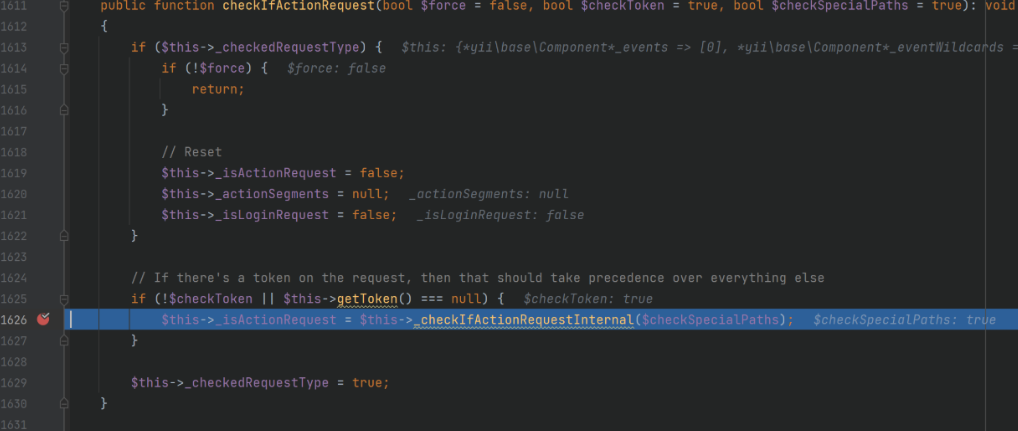 1611 public function checkIfActionRequest(bool $force = false, bool $checkToken = true, bool $checkSpecialPaths = true): void
1612 {
1613 if ($this->_checkedRequestType) { $this: {*yii\base\Component*_events => [0], *yii\base\Component*_eventWildcards =
1614 if (!$force) { $force: false
1615 return;
1616 }
1617
1618 // Reset
1619 $this->_isActionRequest = false;
1620 $this->_actionSegments = null; _actionSegments: null
1621 $this->_isLoginRequest = false; _isLoginRequest: false
1622 }
1623
1624 // If there's a token on the request, then that should take precedence over everything else
1625 if (!$checkToken || $this->getToken() === null) { $checkToken: true
1626 $this->_isActionRequest = $this->_checkIfActionRequestInternal($checkSpecialPaths); $checkSpecialPaths: true
1627 }
1628
1629 $this->_checkedRequestType = true;
1630 }
1631